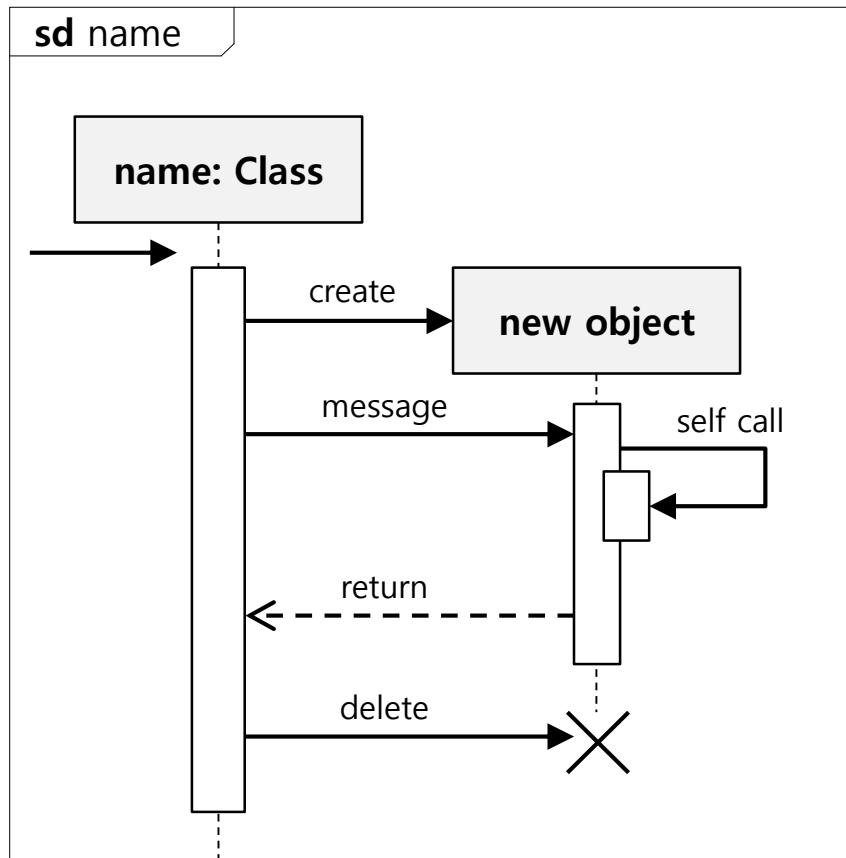 sd name
name: Class
create
new object
message
self call
return
delete